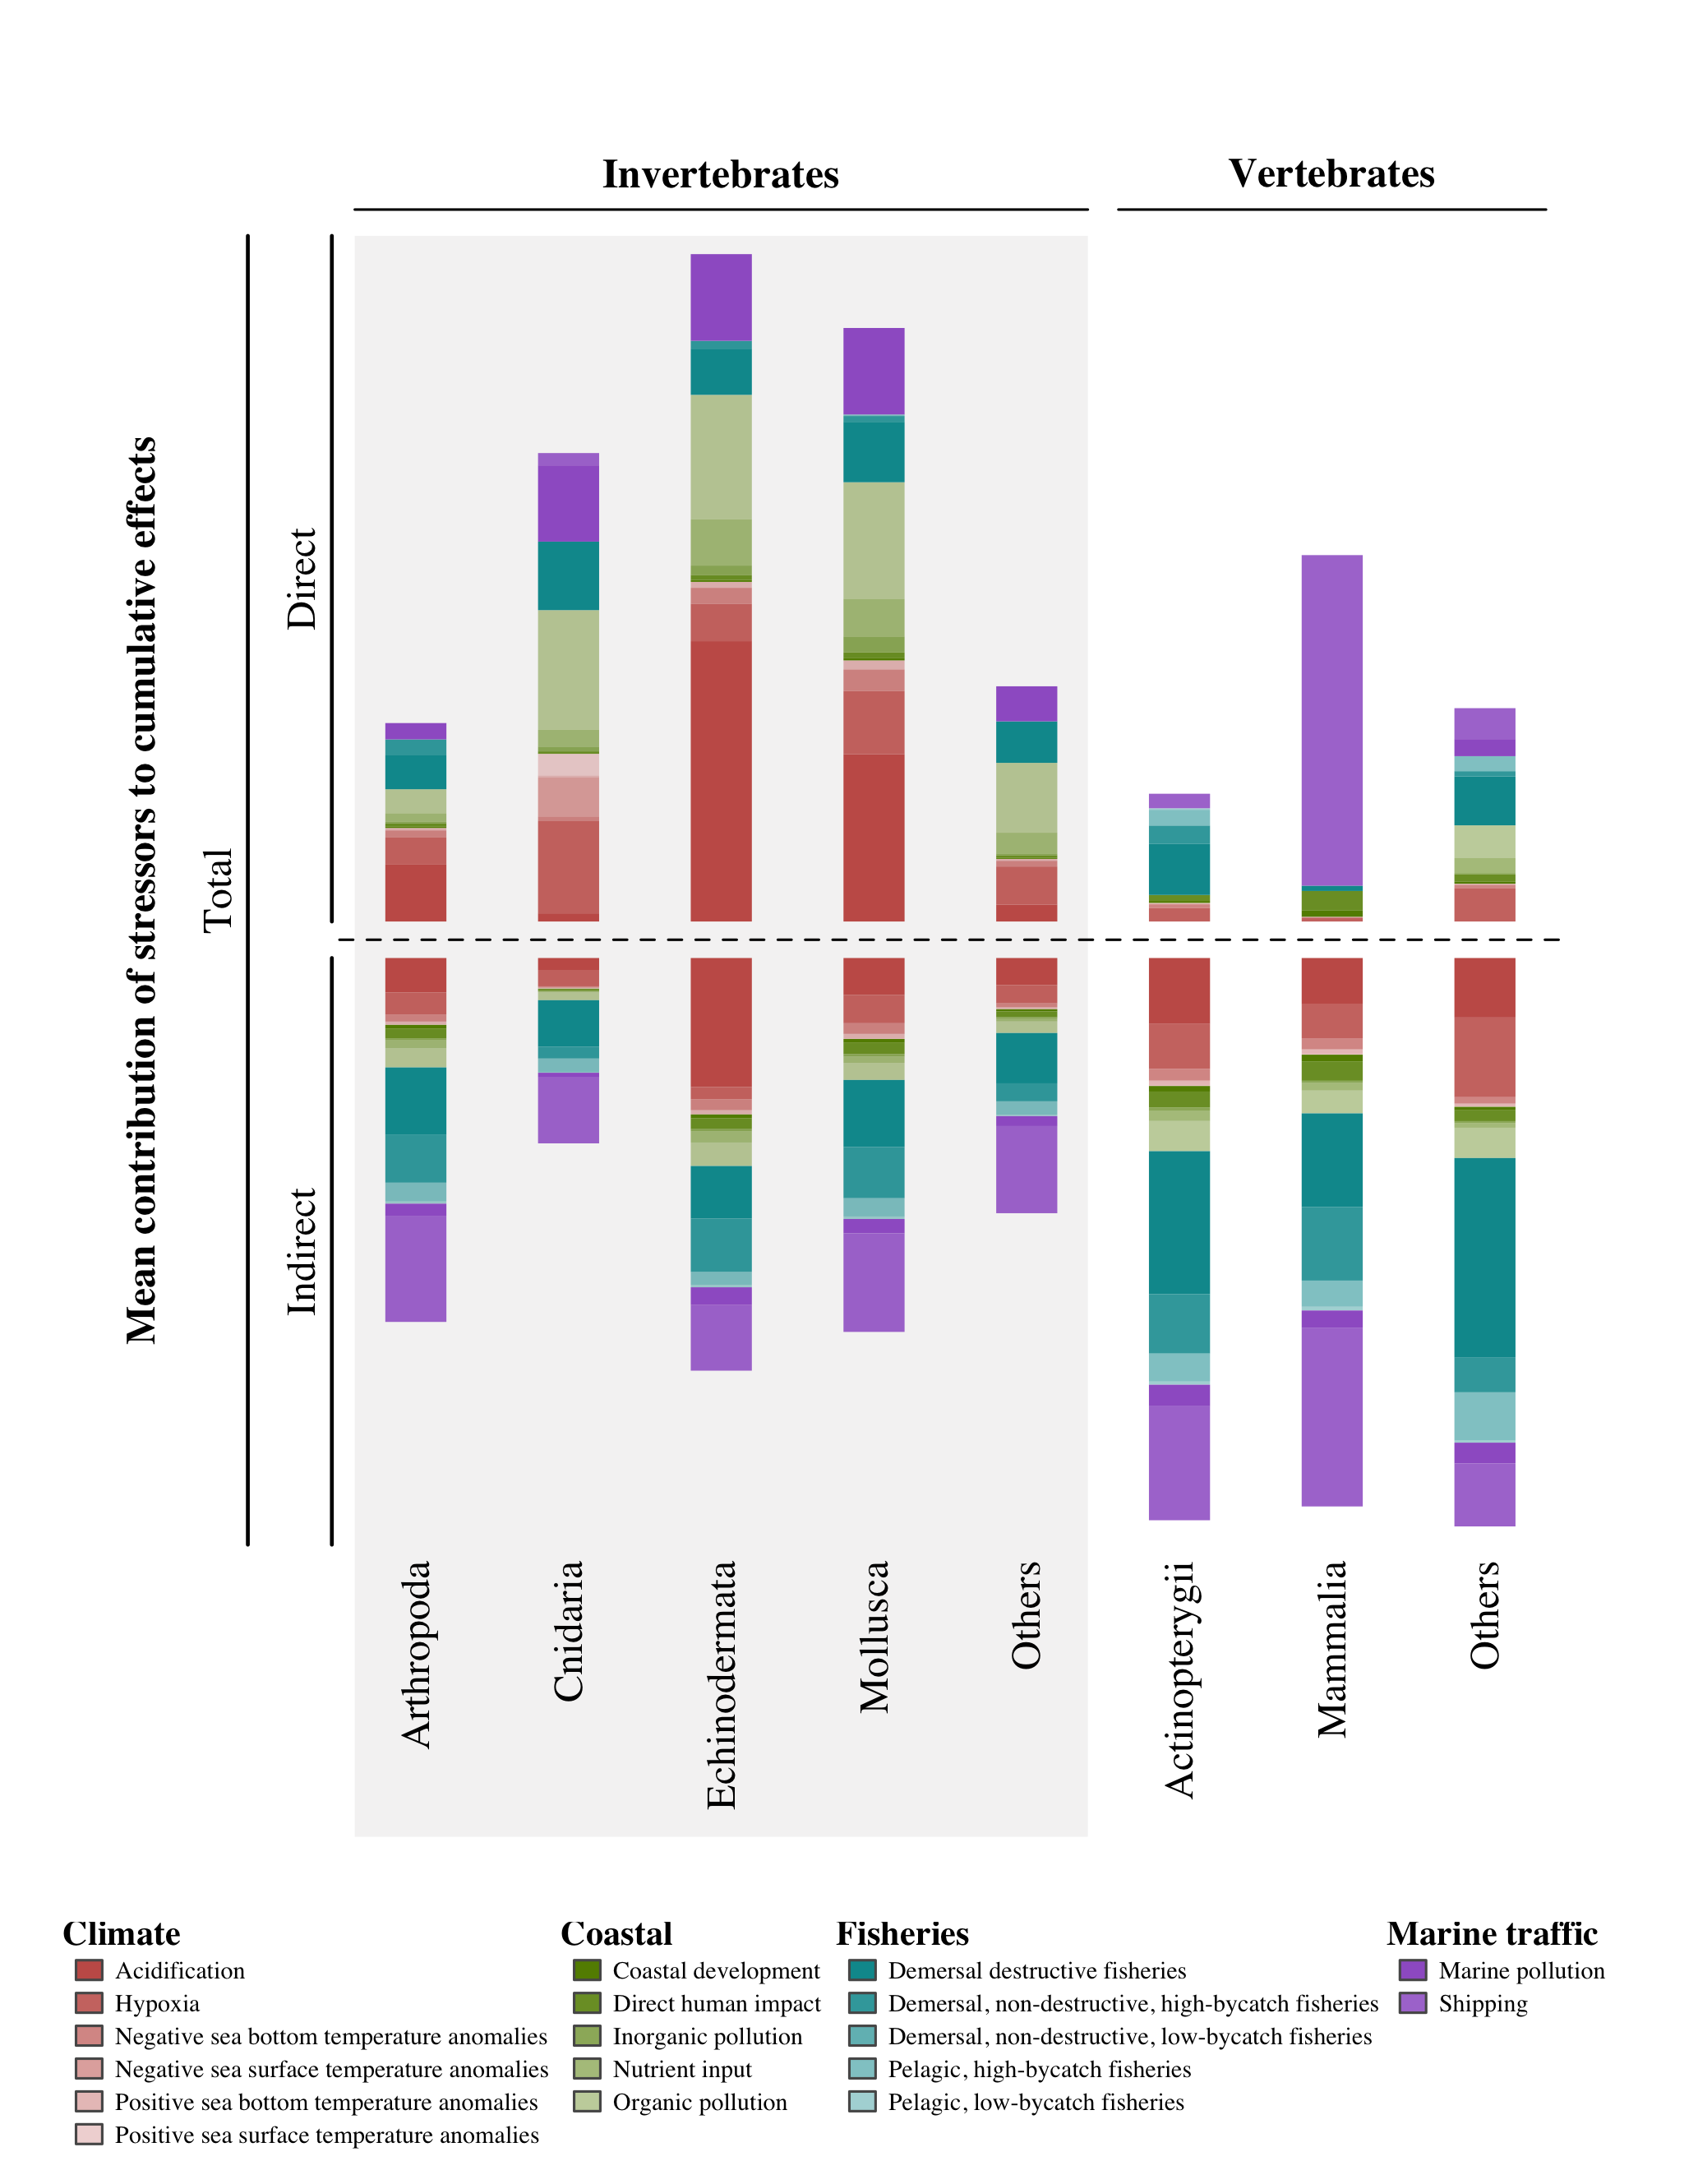 Invertebrates
Vertebrates
Mean contribution of stressors to cumulative effects
Total
Direct
Indirect
Arthropoda
Cnidaria
Echinodermata
Mollusca
Others
Actinopterygii
Mammalia
Others
Climate
Acidification
Hypoxia
Negative sea bottom temperature anomalies
Negative sea surface temperature anomalies
Positive sea bottom temperature anomalies
Positive sea surface temperature anomalies
Coastal
Coastal development
Direct human impact
Inorganic pollution
Nutrient input
Organic pollution
Fisheries
Demersal destructive fisheries
Demersal, non-destructive, high-bycatch fisheries
Demersal, non-destructive, low-bycatch fisheries
Pelagic, high-bycatch fisheries
Pelagic, low-bycatch fisheries
Marine traffic
Marine pollution
Shipping